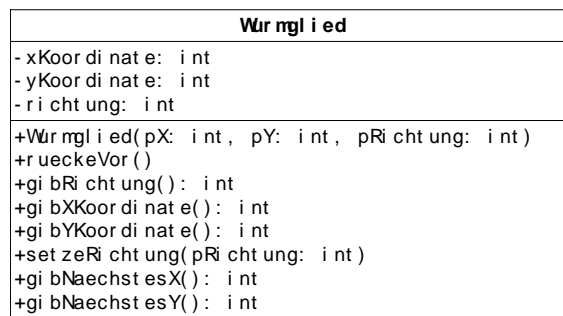 Wurmglied
-xKoordinate: int
-yKoordinate: int
-richtung: int
+Wurmglied(pX: int, pY: int, pRichtung: int)
+rueckeVor()
+gibRichtung(): int
+gibXKoordinate(): int
+gibYKoordinate(): int
+setzeRichtung(pRichtung: int)
+gibNaechstesX(): int
+gibNaechstesY(): int